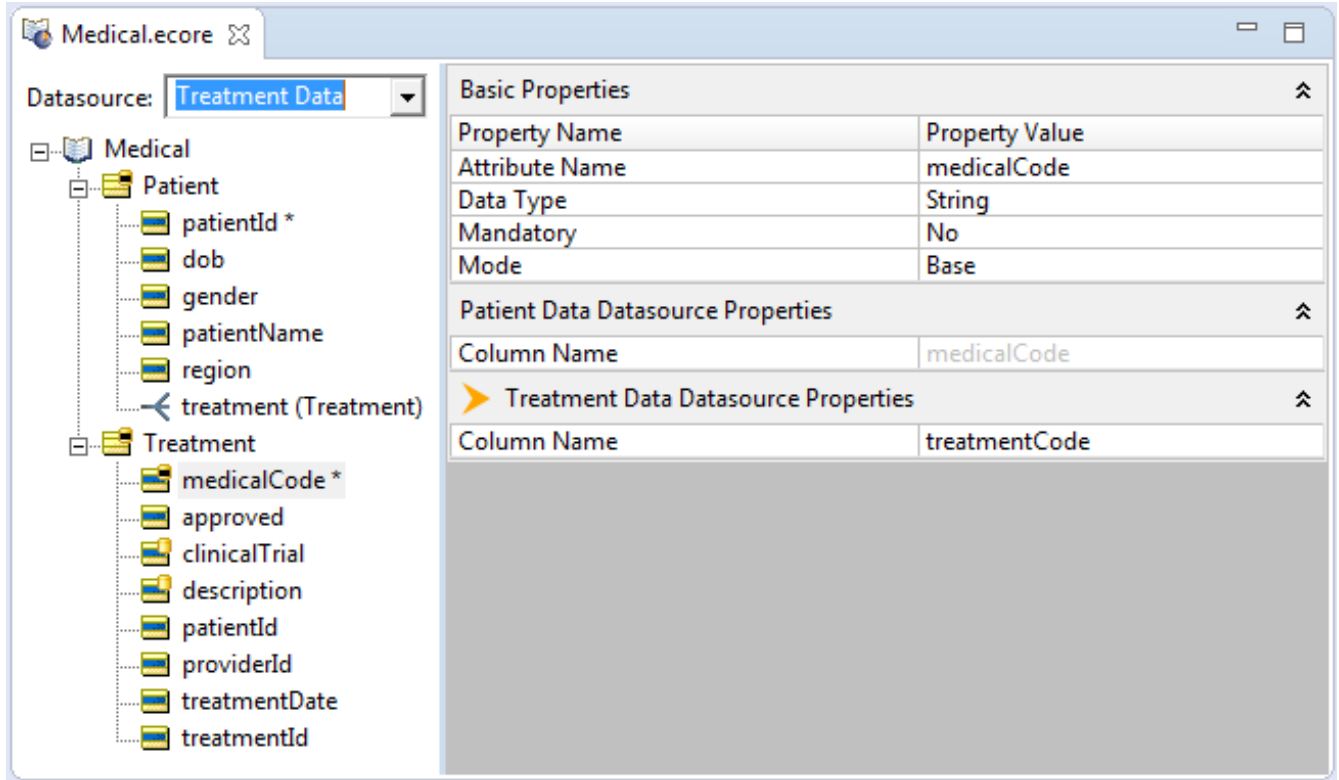 Medical.ecore
Datasource: Treatment Data
Medical
Patient
patientId *
dob
gender
patientName
region
treatment (Treatment)
Treatment
medicalCode *
approved
clinicalTrial
description
patientId
providerId
treatmentDate
treatmentId
Basic Properties
Property Name Property Value
Attribute Name medicalCode
Data Type String
Mandatory No
Mode Base
Patient Data Datasource Properties
Column Name medicalCode
Treatment Data Datasource Properties
Column Name treatmentCode